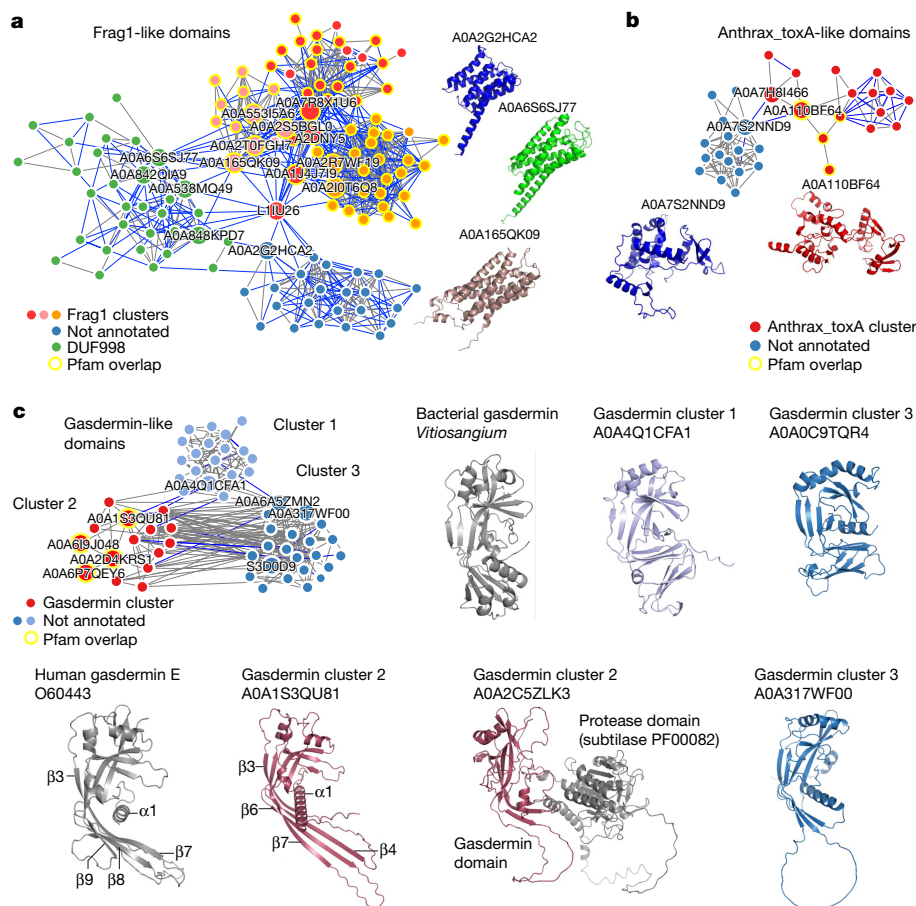 a
Frag1-like domains
A0A7R8X1U6
A0A553I5A6
A0A2S5BGL0
A2DNY5
A0A2T0FGH7
A0A6S6SJ77
A0A842QIA9
A0A165QK09
A0A2R7WF19
A0A538MQ49
A0A1J4J7I9
A0A2I0T6Q8
L1IU26
A0A848KPD7
A0A2G2HCA2
Frag1 clusters
Not annotated
DUF998
Pfam overlap
A0A2G2HCA2
A0A6S6SJ77
A0A165QK09
b
Anthrax_toxA-like domains
A0A7H8I466
A0A110BF64
A0A7S2NND9
A0A110BF64
A0A7S2NND9
Anthrax_toxA cluster
Not annotated
Pfam overlap
c
Gasdermin-like
domains
Cluster 1
Cluster 3
A0A4Q1CFA1
A0A6A5ZMN2
Cluster 2
A0A1S3QU81
A0A317WF00
A0A6I9J048
A0A2D4KRS1
S3D0D9
A0A6P7QEY6
Gasdermin cluster
Not annotated
Pfam overlap
Bacterial gasdermin
Vitiosangium
Gasdermin cluster 1
A0A4Q1CFA1
Gasdermin cluster 3
A0A0C9TQR4
Human gasdermin E
O60443
β3
α1
β7
β9
β8
Gasdermin cluster 2
A0A1S3QU81
β3
α1
β6
β7
β4
Gasdermin cluster 2
A0A2C5ZLK3
Protease domain
(subtilase PF00082)
Gasdermin
domain
Gasdermin cluster 3
A0A317WF00